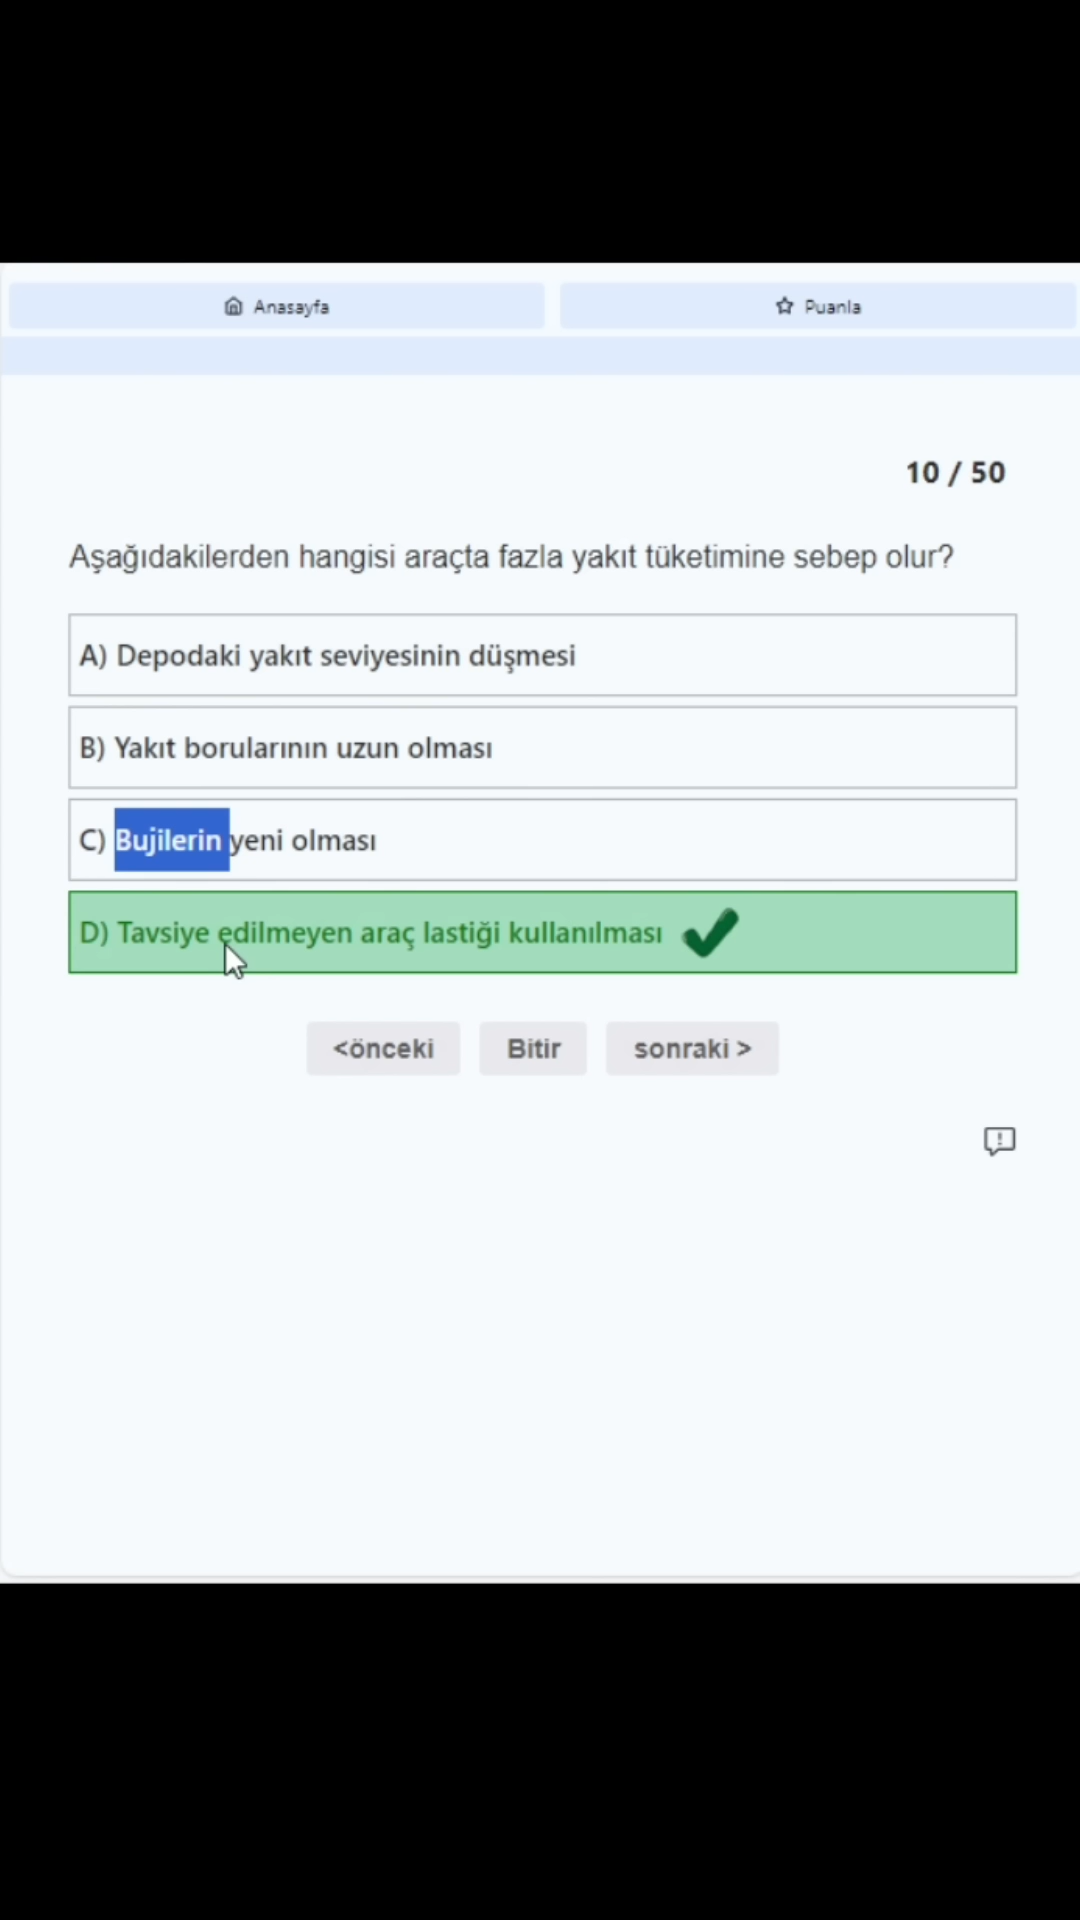 Anasayfa
Puanla
10 / 50
Aşağıdakilerden hangisi araçta fazla yakıt tüketimine sebep olur?
A) Depodaki yakıt seviyesinin düşmesi
B) Yakıt borularının uzun olması
C) Bujilerin yeni olması
D) Tavsiye edilmeyen araç lastiği kullanılması
<önceki
Bitir
sonraki >